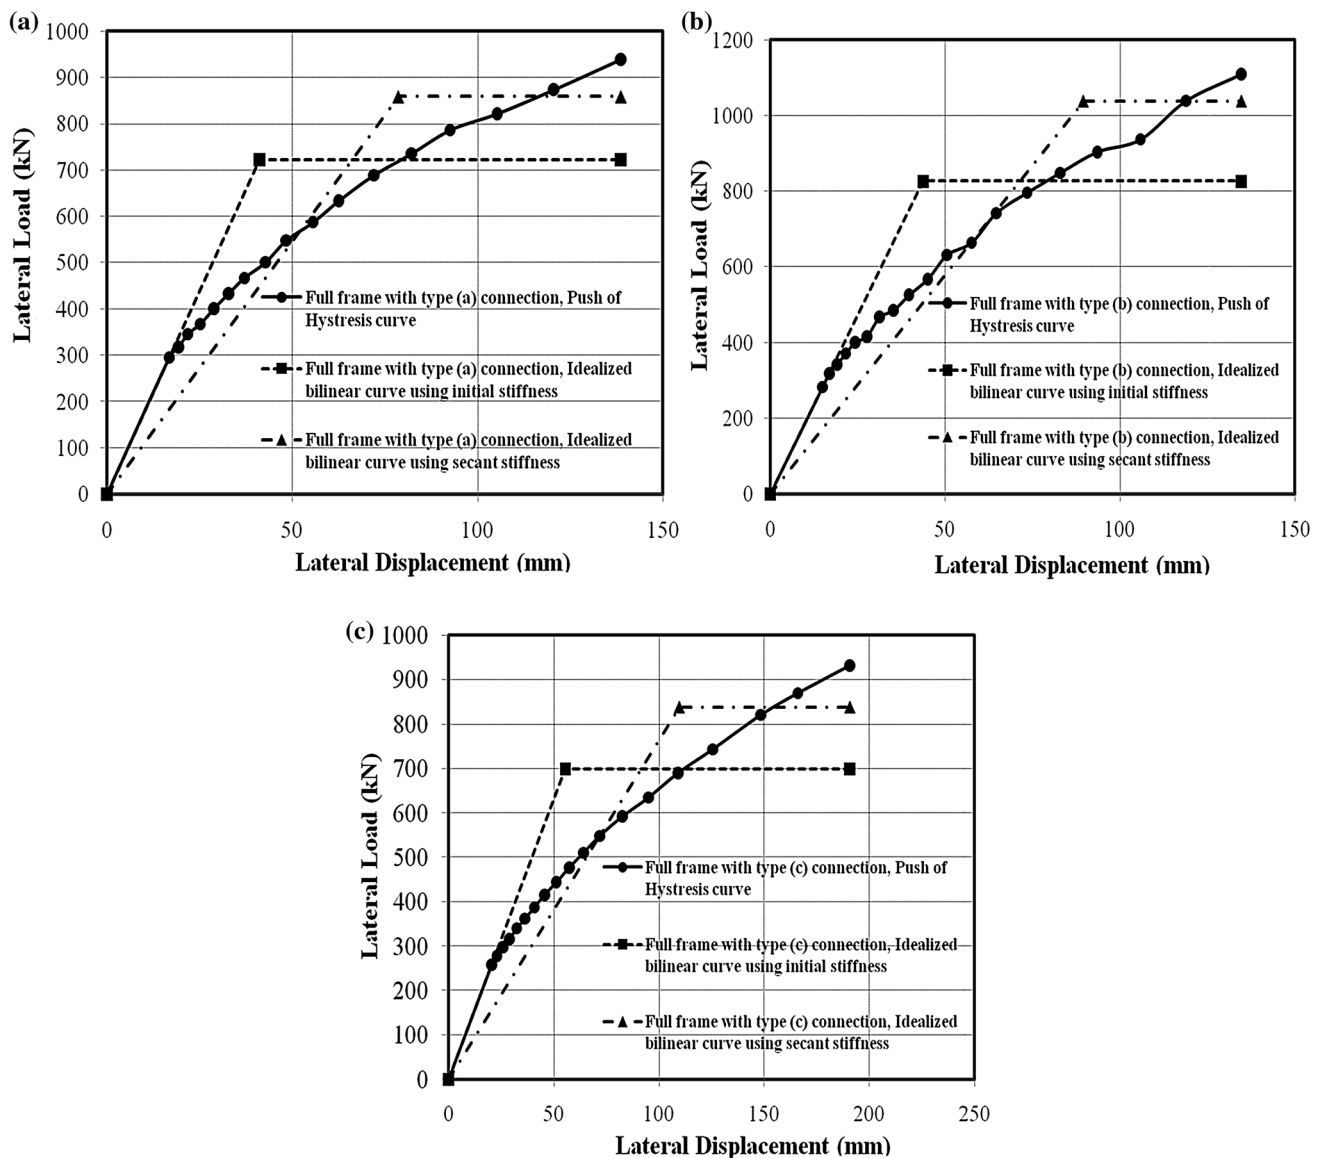 (a)
1000
900
800
700
600
500
400
300
200
100
0
Lateral Load (kN)
Full frame with type (a) connection, Push of
Hystresis curve
Full frame with type (a) connection, Idealized
bilinear curve using initial stiffness
Full frame with type (a) connection, Idealized
bilinear curve using secant stiffness
0 50 100 150
Lateral Displacement (mm)
(b)
1200
1000
800
600
400
200
0
Lateral Load (kN)
Full frame with type (b) connection, Push of
Hystresis curve
Full frame with type (b) connection, Idealized
bilinear curve using initial stiffness
Full frame with type (b) connection, Idealized
bilinear curve using secant stiffness
0 50 100 150
Lateral Displacement (mm)
(c)
1000
900
800
700
600
500
400
300
200
100
0
Lateral Load (kN)
Full frame with type (c) connection, Push of
Hystresis curve
Full frame with type (c) connection, Idealized
bilinear curve using initial stiffness
Full frame with type (c) connection, Idealized
bilinear curve using secant stiffness
0 50 100 150 200 250
Lateral Displacement (mm)